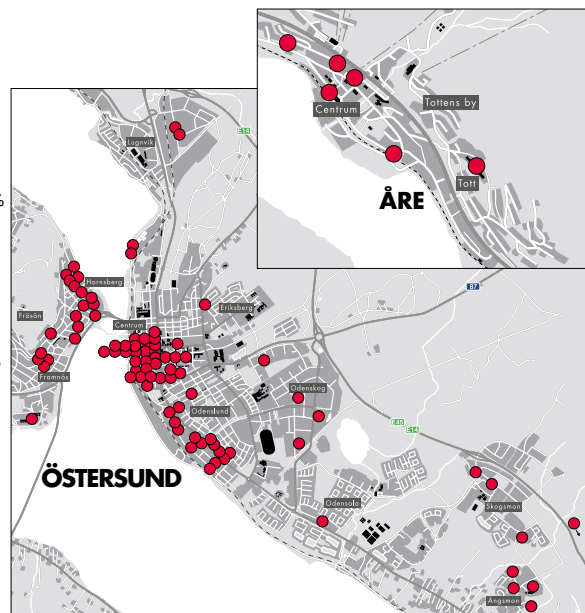 Centrum
Tottens by
Tott
ÅRE
%
Lugnvik
E14
87
Hornsberg
Eriksberg
Frösön
Centrum
Framnäs
Odenskog
Odenslund
E45
E14
ÖSTERSUND
Odensala
Skogsmon
Ängsmon